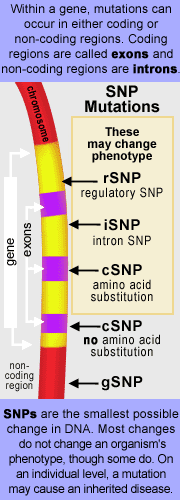 Within a gene, mutations can
occur in either coding or
non-coding regions. Coding
regions are called exons and
non-coding regions are introns.
chromosome
SNP
Mutations
These
may change
phenotype
rSNP
regulatory SNP
iSNP
intron SNP
gene
exons
cSNP
amino acid
substitution
cSNP
no amino acid
substitution
non-
coding
region
gSNP
SNPs are the smallest possible
change in DNA. Most changes
do not change an organism's
phenotype, though some do. On
an individual level, a mutation
may cause an inherited disease.